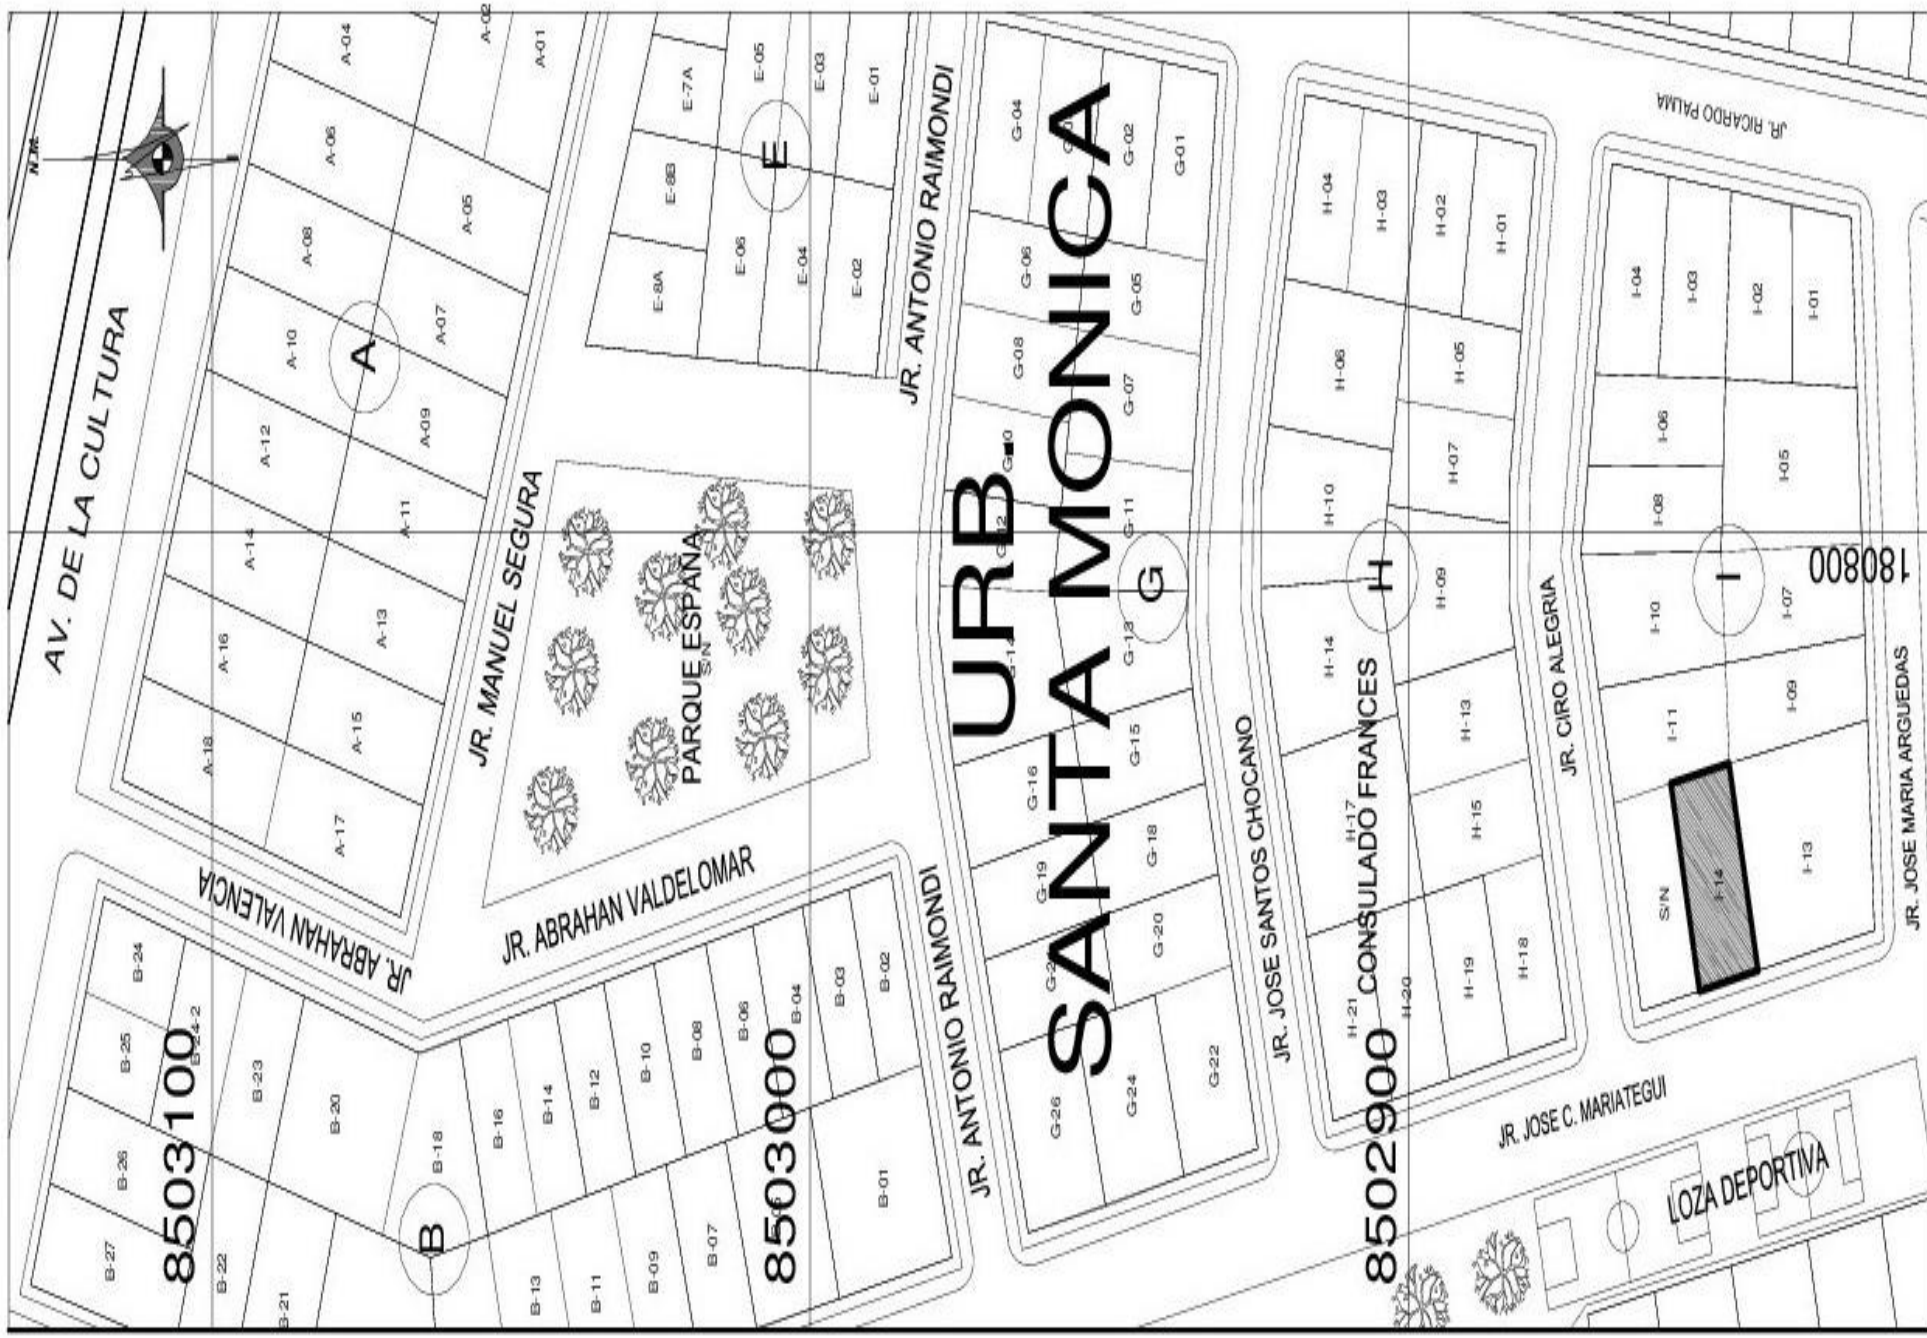 N.M.
AV. DE LA CULTURA
A-04
A-02
A-01
A-06
A-05
A-08
A-10
A-07
A
A-12
A-09
A-14
A-11
A-16
A-13
A-18
A-15
A-17
JR. MANUEL SEGURA
JR. ABRAHAN VALENCIA
JR. ABRAHAN VALDELOMAR
PARQUE ESPAÑA
S/N
E-7A
E-05
E-03
E-01
E-8B
E
E-8A
E-06
E-04
E-02
JR. ANTONIO RAIMONDI
URB.
SANTA MONICA
G-04
G-02
G-01
G-06
G-05
G-08
G-07
G-11
G
G-13
G-16
G-15
G-19
G-18
G-20
G-26
G-24
G-22
JR. ANTONIO RAIMONDI
B-24
B-25
B-24-2
B-23
B-26
B-20
B-27
B-22
B-21
B-18
B
B-16
B-14
B-12
B-10
B-08
B-06
B-04
B-03
B-02
B-13
B-11
B-09
B-07
B-01
8503100
8503000
8502900
180800
JR. JOSE SANTOS CHOCANO
H-04
H-03
H-02
H-01
H-06
H-05
H-07
H-10
H
H-09
H-14
H-13
H-17
H-15
CONSULADO FRANCES
H-21
H-20
H-19
H-18
JR. CIRO ALEGRIA
JR. RICARDO PALMA
I-04
I-03
I-02
I-01
I-06
I-05
I-08
I
I-10
I-07
I-11
I-09
S/N
I-14
I-13
JR. JOSE MARIA ARGUEDAS
JR. JOSE C. MARIATEGUI
LOZA DEPORTIVA